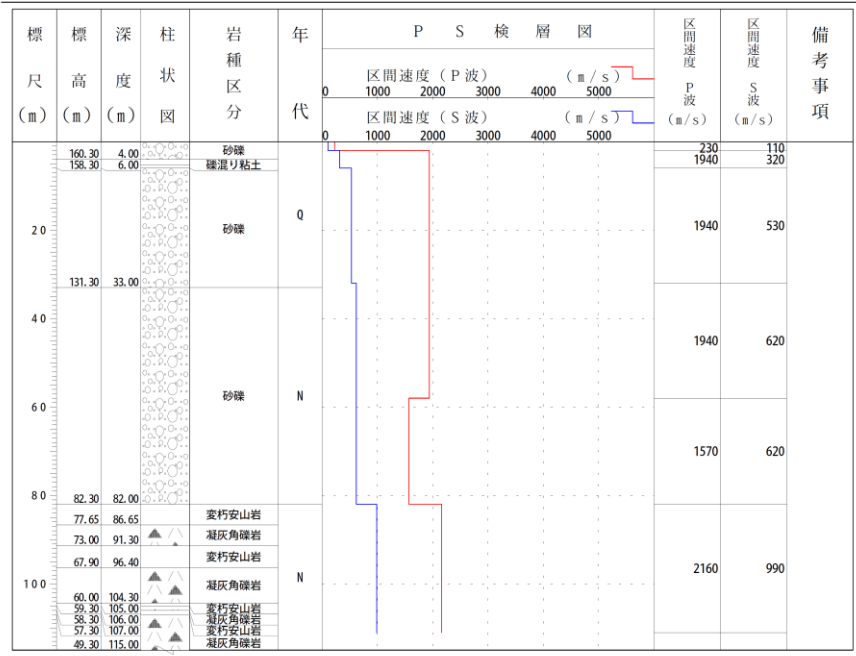 標尺(m) 標高(m) 深度(m) 柱状図 岩種区分 年代 PS検層図 区間速度 P波 (m/s) 区間速度 S波 (m/s) 備考事項
区間速度(P波) (m/s)
0 1000 2000 3000 4000 5000
区間速度(S波) (m/s)
0 1000 2000 3000 4000 5000
160.30 4.00 砂礫 230 110
158.30 6.00 礫混り粘土 1940 320
20 砂礫 Q 1940 530
131.30 33.00
40 1940 620
60 砂礫 N
1570 620
80 82.30 82.00
77.65 86.65 変朽安山岩
73.00 91.30 凝灰角礫岩
67.90 96.40 変朽安山岩
100 凝灰角礫岩 N 2160 990
60.00 104.30
59.30 105.00 変朽安山岩
58.30 106.00 凝灰角礫岩
57.30 107.00 変朽安山岩
49.30 115.00 凝灰角礫岩